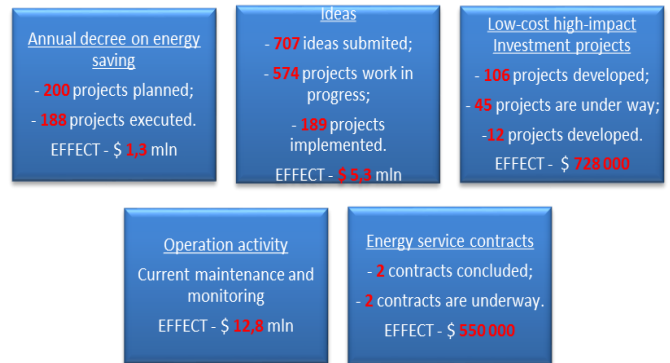 Annual decree on energy
saving
- 200 projects planned;
- 188 projects executed.
EFFECT - $ 1,3 mln
Ideas
- 707 ideas submited;
- 574 projects work in
progress;
- 189 projects
implemented.
EFFECT - $ 5,3 mln
Low-cost high-impact
Investment projects
- 106 projects developed;
- 45 projects are under way;
-12 projects developed.
EFFECT - $ 728 000
Operation activity
Current maintenance and
monitoring
EFFECT - $ 12,8 mln
Energy service contracts
- 2 contracts concluded;
- 2 contracts are underway.
EFFECT - $ 550 000